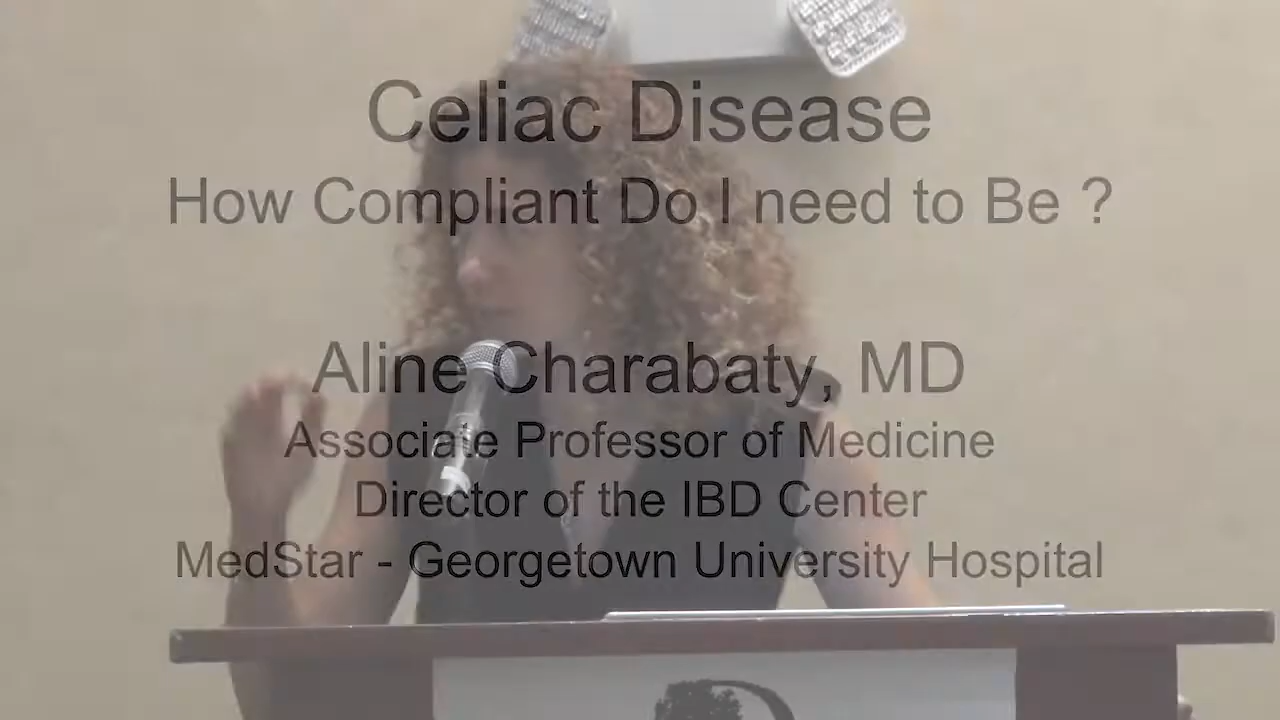 Celiac Disease
How Compliant Do I need to Be ?
Aline Charabaty, MD
Associate Professor of Medicine
Director of the IBD Center
MedStar - Georgetown University Hospital